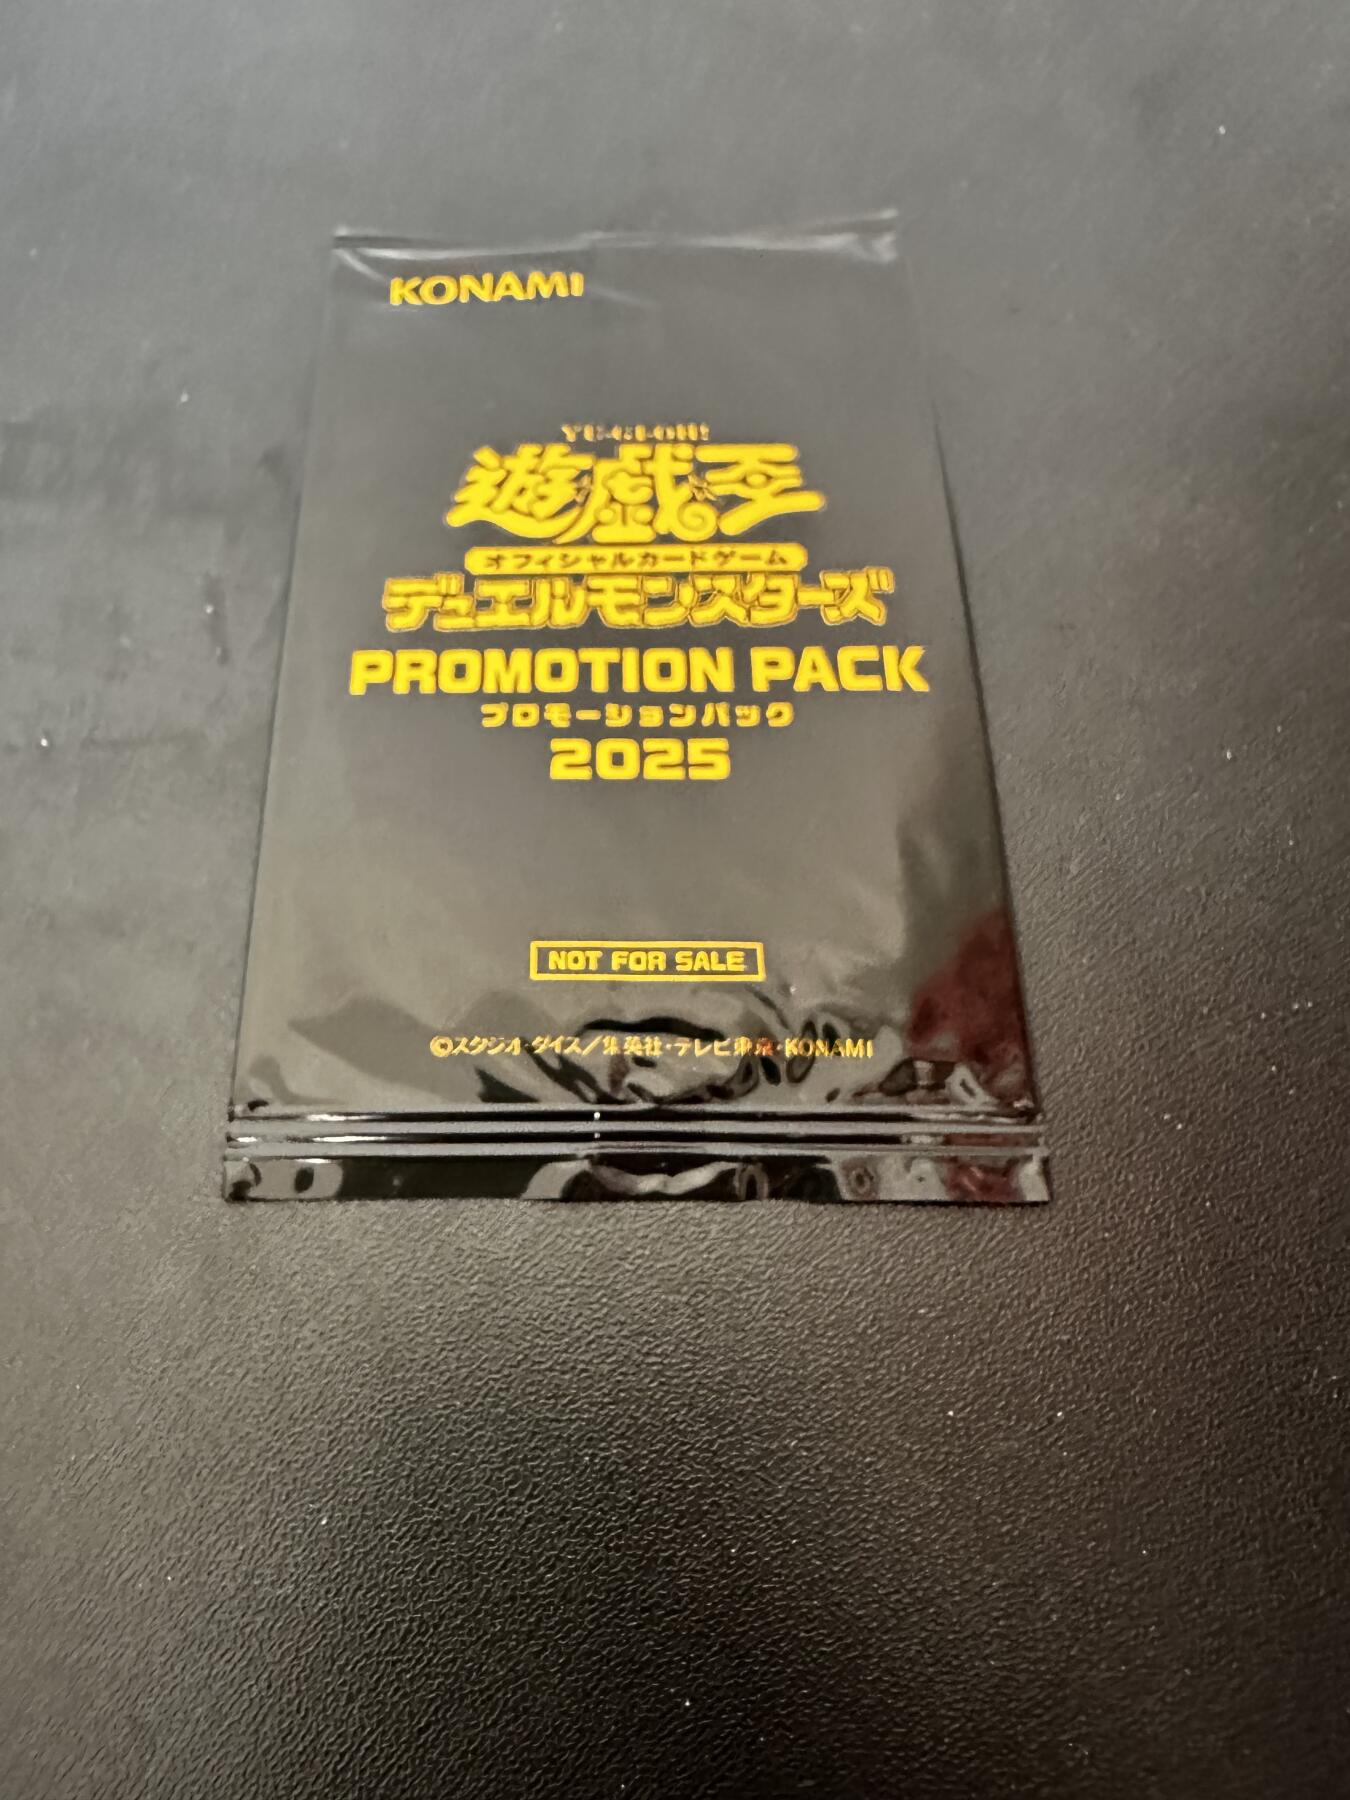 KONAMI
YU-GI-OH!
遊戯王
オフィシャルカードゲーム
デュエルモンスターズ
PROMOTION PACK
プロモーションパック
2025
NOT FOR SALE
©スタジオ・ダイス／集英社・テレビ東京・KONAMI